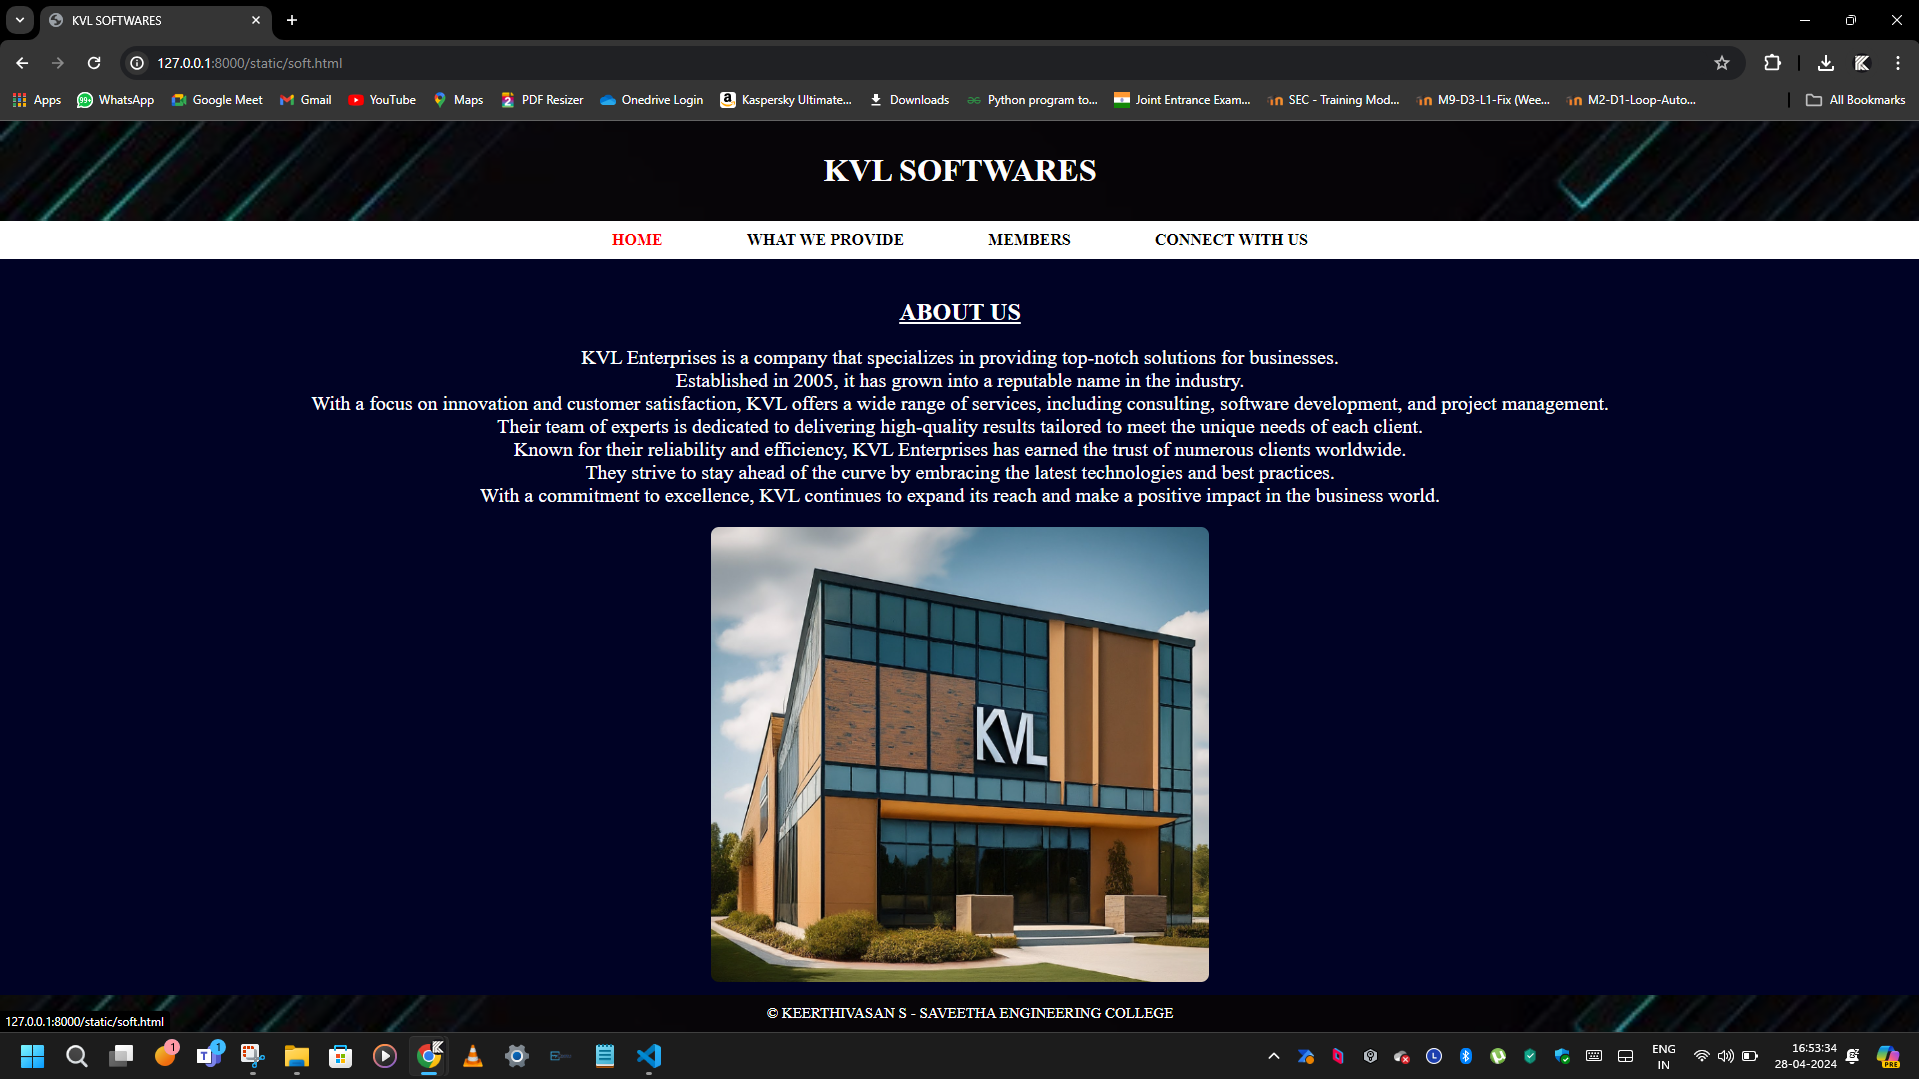 KVL SOFTWARES
127.0.0.1:8000/static/soft.html
Apps WhatsApp Google Meet Gmail YouTube Maps PDF Resizer Onedrive Login Kaspersky Ultimate... Downloads Python program to... Joint Entrance Exam... SEC - Training Mod... M9-D3-L1-Fix (Wee... M2-D1-Loop-Auto... All Bookmarks
KVL SOFTWARES
HOME WHAT WE PROVIDE MEMBERS CONNECT WITH US
ABOUT US
KVL Enterprises is a company that specializes in providing top-notch solutions for businesses.
Established in 2005, it has grown into a reputable name in the industry.
With a focus on innovation and customer satisfaction, KVL offers a wide range of services, including consulting, software development, and project management.
Their team of experts is dedicated to delivering high-quality results tailored to meet the unique needs of each client.
Known for their reliability and efficiency, KVL Enterprises has earned the trust of numerous clients worldwide.
They strive to stay ahead of the curve by embracing the latest technologies and best practices.
With a commitment to excellence, KVL continues to expand its reach and make a positive impact in the business world.
KVL
© KEERTHIVASAN S - SAVEETHA ENGINEERING COLLEGE
127.0.0.1:8000/static/soft.html
1 1 ENG 16:53:34
IN 28-04-2024 PRE